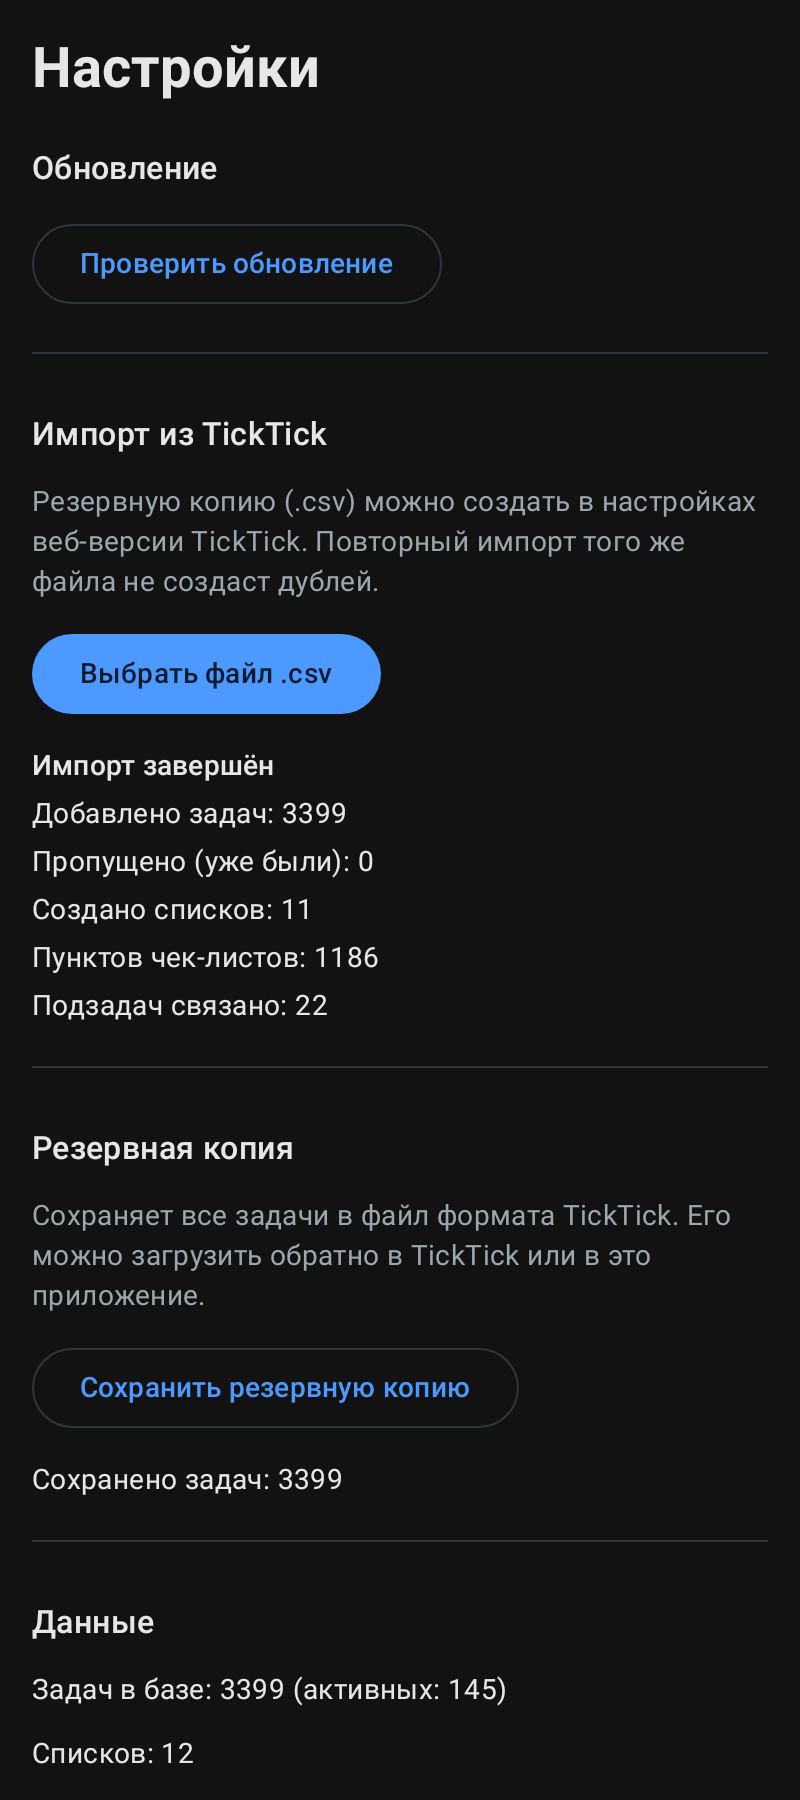 Настройки
Обновление
Проверить обновление
Импорт из TickTick
Резервную копию (.csv) можно создать в настройках
веб-версии TickTick. Повторный импорт того же
файла не создаст дублей.
Выбрать файл .csv
Импорт завершён
Добавлено задач: 3399
Пропущено (уже были): 0
Создано списков: 11
Пунктов чек-листов: 1186
Подзадач связано: 22
Резервная копия
Сохраняет все задачи в файл формата TickTick. Его
можно загрузить обратно в TickTick или в это
приложение.
Сохранить резервную копию
Сохранено задач: 3399
Данные
Задач в базе: 3399 (активных: 145)
Списков: 12